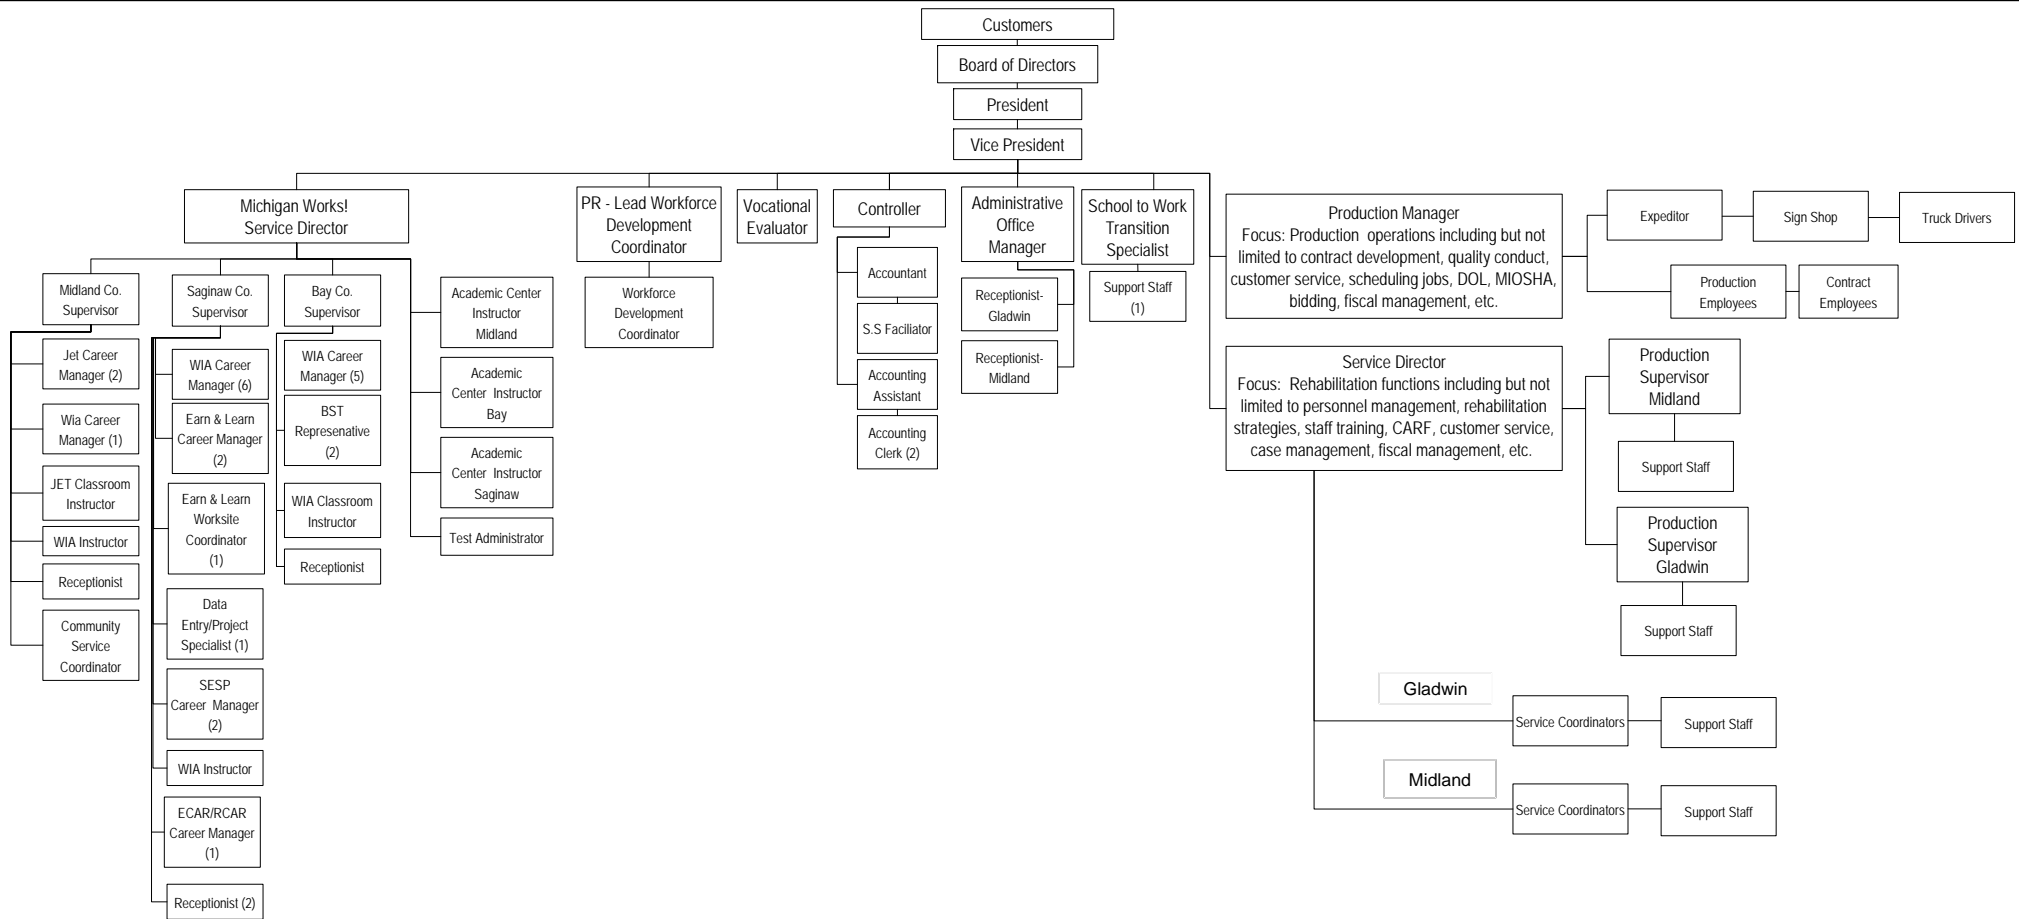 Customers
Board of Directors
President
Vice President
Michigan Works!
Service Director
PR - Lead Workforce
Development
Coordinator
Vocational
Evaluator
Controller
Administrative
Office
Manager
School to Work
Transition
Specialist
Production Manager
Focus: Production operations including but not
limited to contract development, quality conduct,
customer service, scheduling jobs, DOL, MIOSHA,
bidding, fiscal management, etc.
Expeditor
Sign Shop
Truck Drivers
Production
Employees
Contract
Employees
Midland Co.
Supervisor
Saginaw Co.
Supervisor
Bay Co.
Supervisor
Academic Center
Instructor
Midland
Workforce
Development
Coordinator
Accountant
S.S Faciliator
Accounting
Assistant
Accounting
Clerk (2)
Receptionist-
Gladwin
Receptionist-
Midland
Support Staff
(1)
Service Director
Focus: Rehabilitation functions including but not
limited to personnel management, rehabilitation
strategies, staff training, CARF, customer service,
case management, fiscal management, etc.
Production
Supervisor
Midland
Support Staff
Production
Supervisor
Gladwin
Support Staff
Jet Career
Manager (2)
Wia Career
Manager (1)
JET Classroom
Instructor
WIA Instructor
Receptionist
Community
Service
Coordinator
WIA Career
Manager (6)
Earn & Learn
Career Manager
(2)
Earn & Learn
Worksite
Coordinator
(1)
Data
Entry/Project
Specialist (1)
SESP
Career Manager
(2)
WIA Instructor
ECAR/RCAR
Career Manager
(1)
Receptionist (2)
WIA Career
Manager (5)
BST
Represenative
(2)
WIA Classroom
Instructor
Receptionist
Academic
Center Instructor
Bay
Academic
Center Instructor
Saginaw
Test Administrator
Gladwin
Service Coordinators
Support Staff
Midland
Service Coordinators
Support Staff